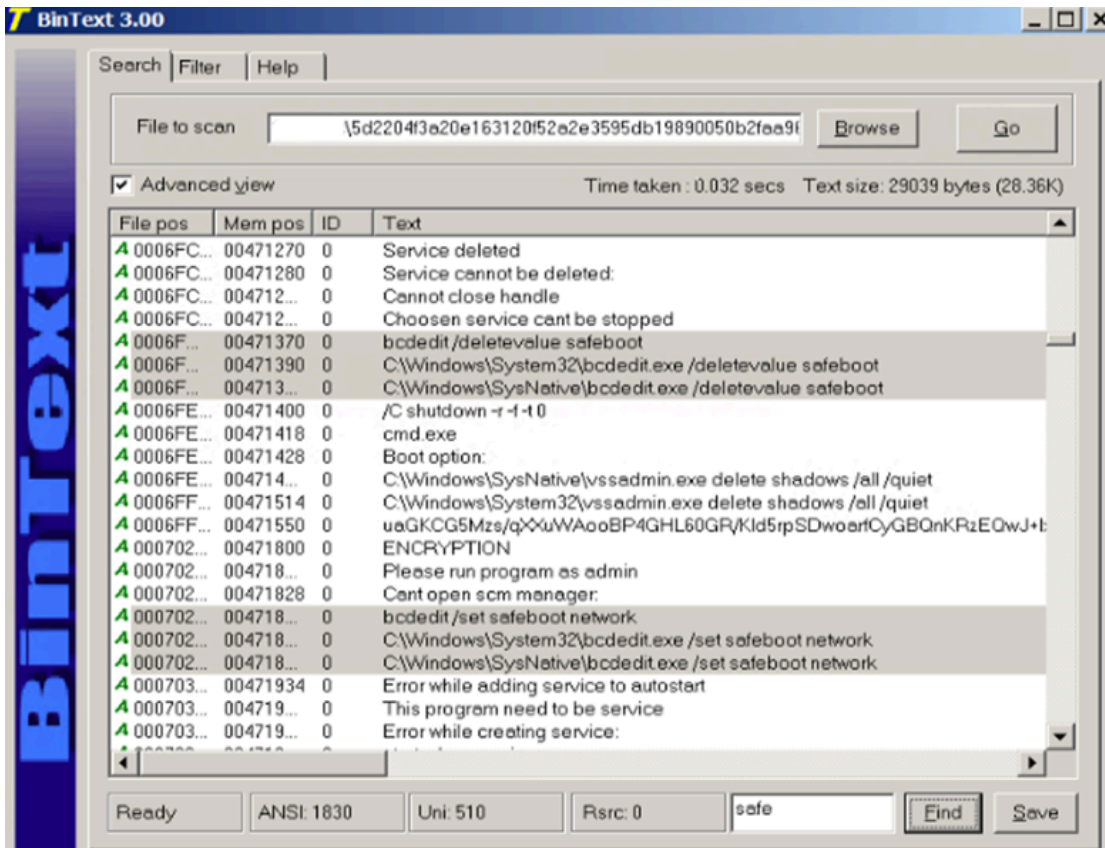 BinText 3.00
Search Filter Help
File to scan \5d2204f3a20e163120f52a2e3595db19890050b2faa96 Browse Go
Advanced view Time taken : 0.032 secs Text size: 29039 bytes (28.36K)
File pos Mem pos ID Text
A 0006FC... 00471270 0 Service deleted
A 0006FC... 00471280 0 Service cannot be deleted:
A 0006FC... 004712... 0 Cannot close handle
A 0006FC... 004712... 0 Choosen service cant be stopped
A 0006F... 00471370 0 bcdedit /deletevalue safeboot
A 0006F... 00471390 0 C:\Windows\System32\bcdedit.exe /deletevalue safeboot
A 0006F... 004713... 0 C:\Windows\SysNative\bcdedit.exe /deletevalue safeboot
A 0006FE... 00471400 0 /C shutdown -r -f -t 0
A 0006FE... 00471418 0 cmd.exe
A 0006FE... 00471428 0 Boot option:
A 0006FE... 004714... 0 C:\Windows\SysNative\vssadmin.exe delete shadows /all /quiet
A 0006FF... 00471514 0 C:\Windows\System32\vssadmin.exe delete shadows /all /quiet
A 0006FF... 00471550 0
A 000702... 00471800 0 ENCRYPTION
A 000702... 004718... 0 Please run program as admin
A 000702... 00471828 0 Cant open scm manager:
A 000702... 004718... 0 bcdedit /set safeboot network
A 000702... 004718... 0 C:\Windows\System32\bcdedit.exe /set safeboot network
A 000702... 004718... 0 C:\Windows\SysNative\bcdedit.exe /set safeboot network
A 000703... 00471934 0 Error while adding service to autostart
A 000703... 004719... 0 This program need to be service
A 000703... 004719... 0 Error while creating service:
Ready ANSI: 1830 Uni: 510 Rsrc: 0 safe Find Save
BinText